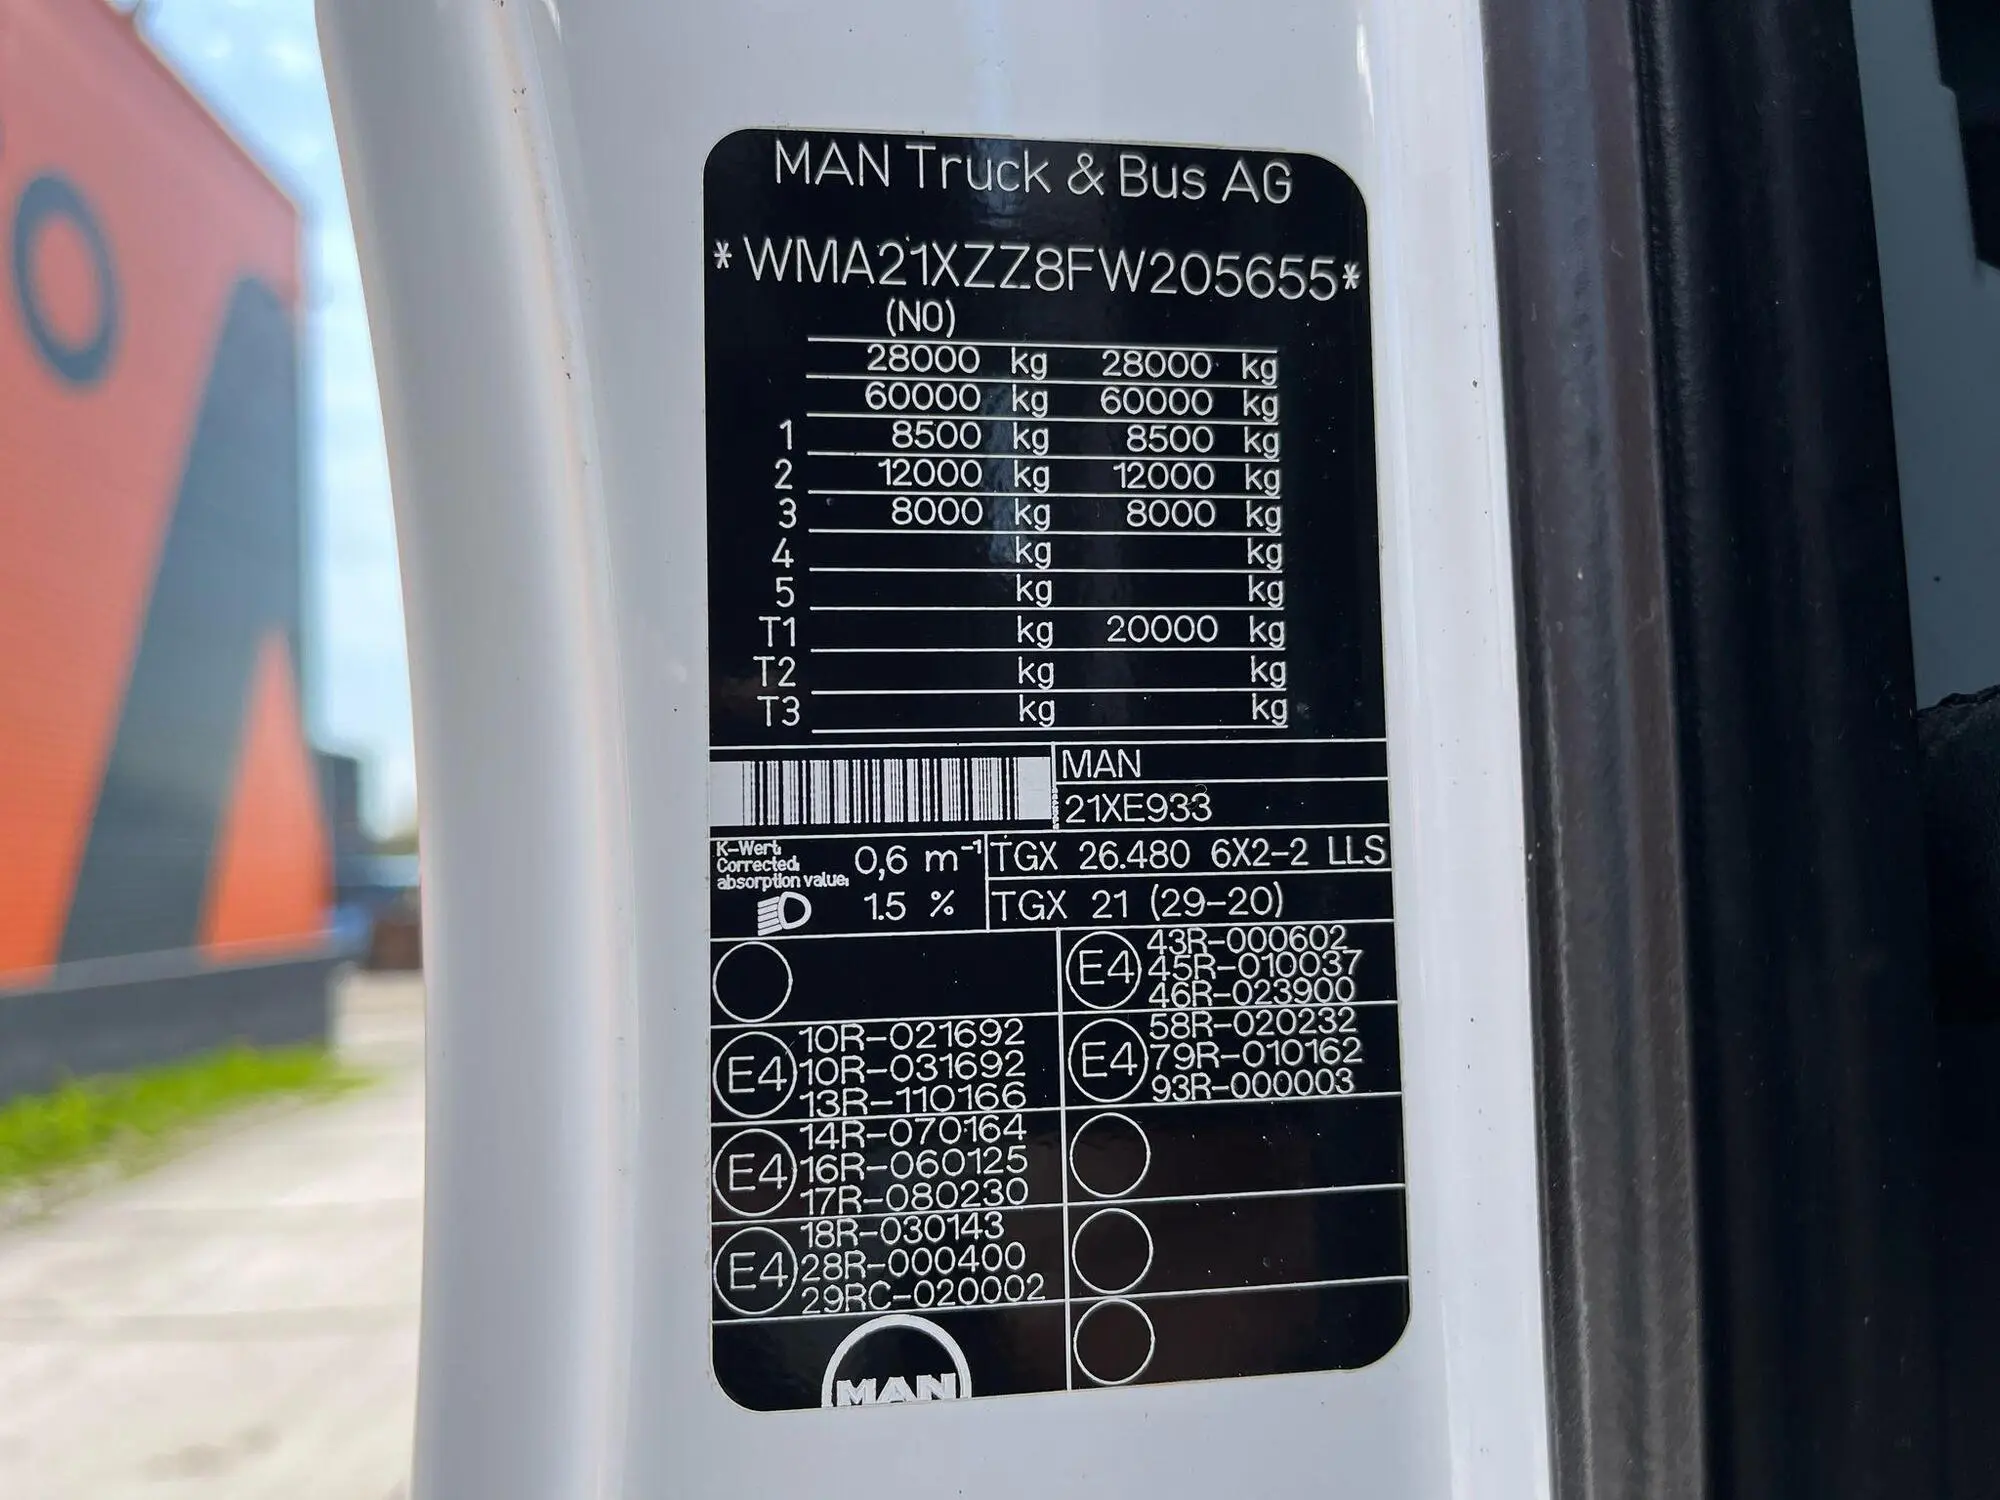 MAN Truck & Bus AG
*WMA21XZZ8FW205655*
(NO)
28000 kg 28000 kg
60000 kg 60000 kg
1 8500 kg 8500 kg
2 12000 kg 12000 kg
3 8000 kg 8000 kg
4 kg kg
5 kg kg
T1 kg 20000 kg
T2 kg kg
T3 kg kg
MAN
21XE933
K-Wert:
Corrected
absorption value:
0,6 m⁻¹
1.5 %
TGX 26.480 6X2-2 LLS
TGX 21 (29-20)
E4
10R-021692
10R-031692
13R-110166
E4
14R-070164
16R-060125
17R-080230
E4
18R-030143
28R-000400
29RC-020002
E4
43R-000602
45R-010037
46R-023900
E4
58R-020232
79R-010162
93R-000003
MAN